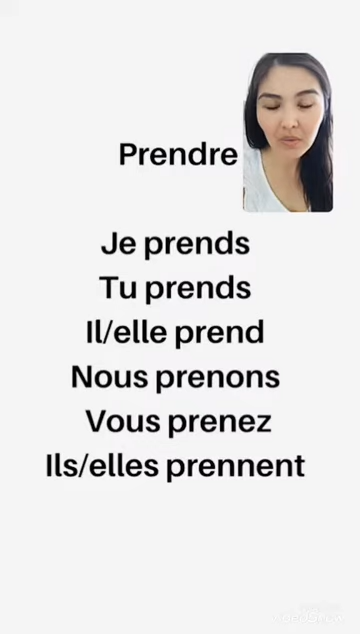 Prendre
Je prends
Tu prends
Il/elle prend
Nous prenons
Vous prenez
Ils/elles prennent